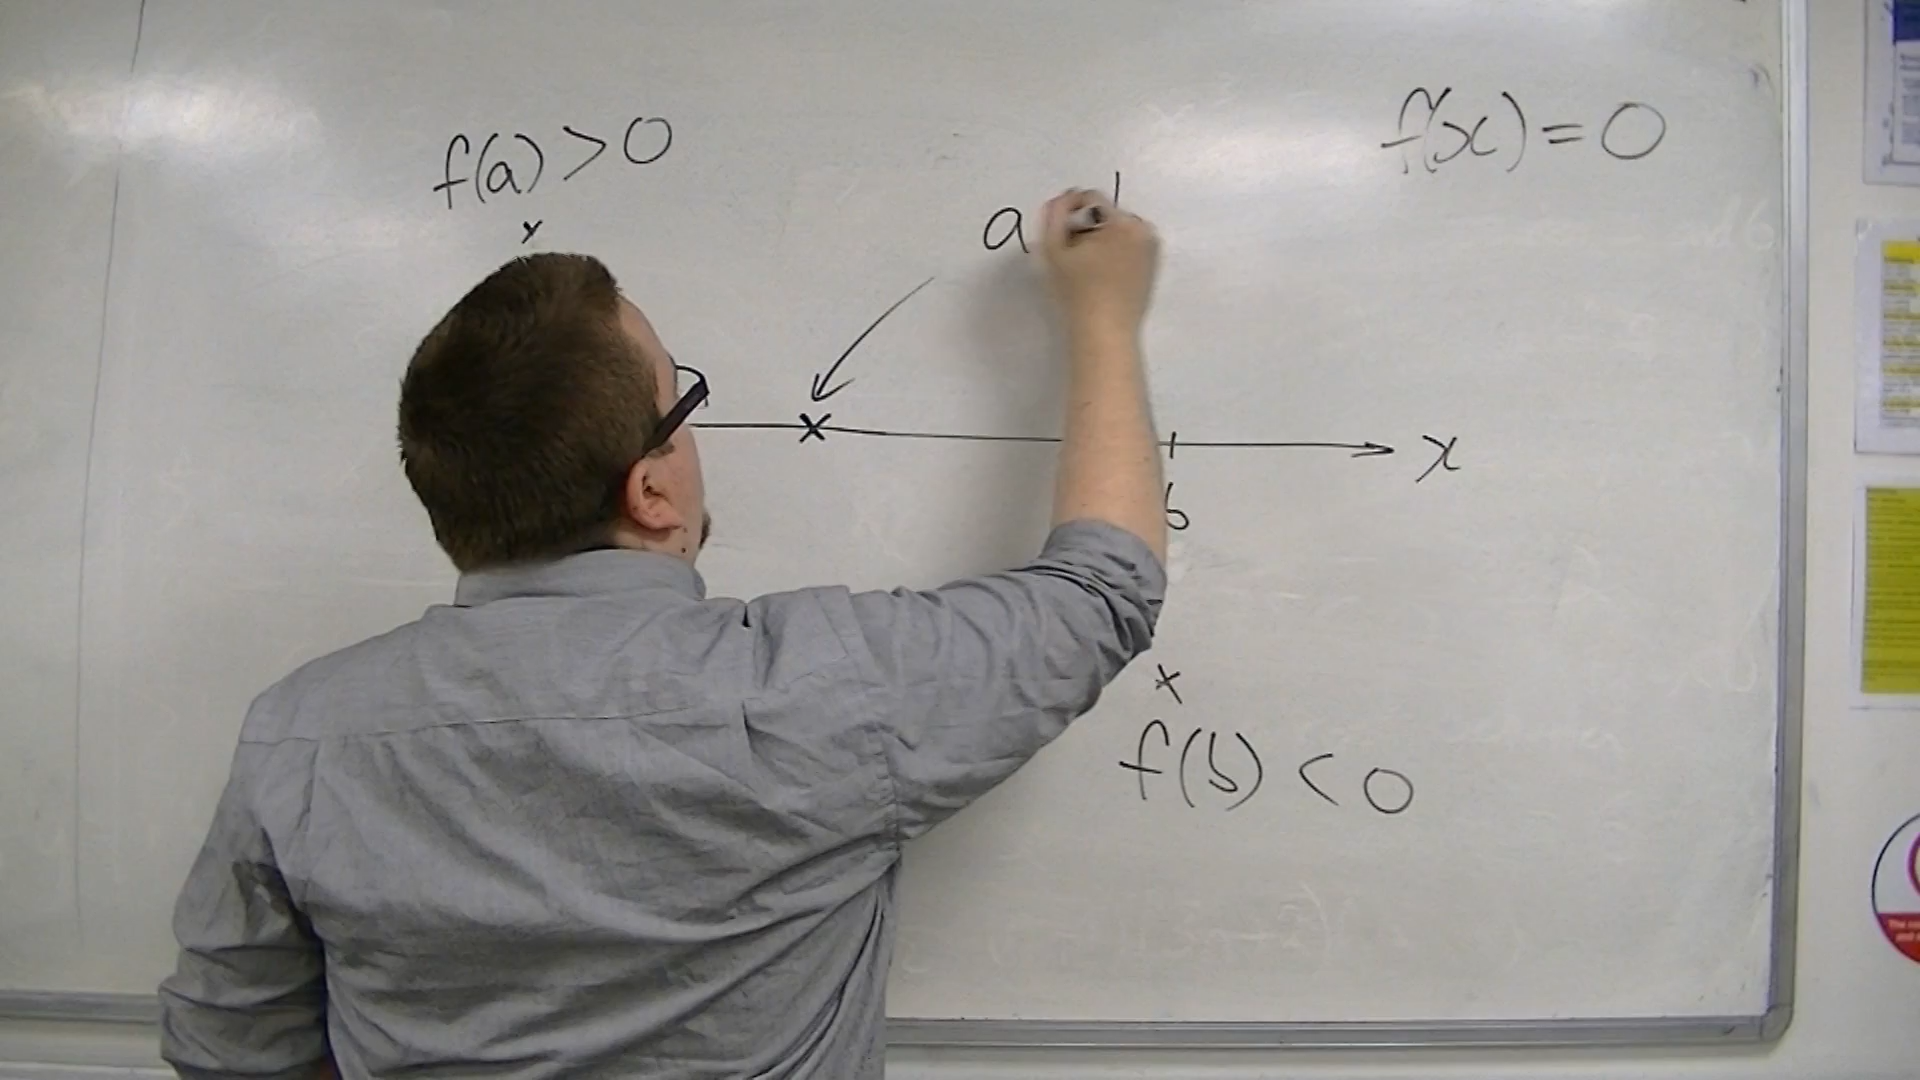 f(a) > 0
f(x) = 0
a
x
b
f(b) < 0